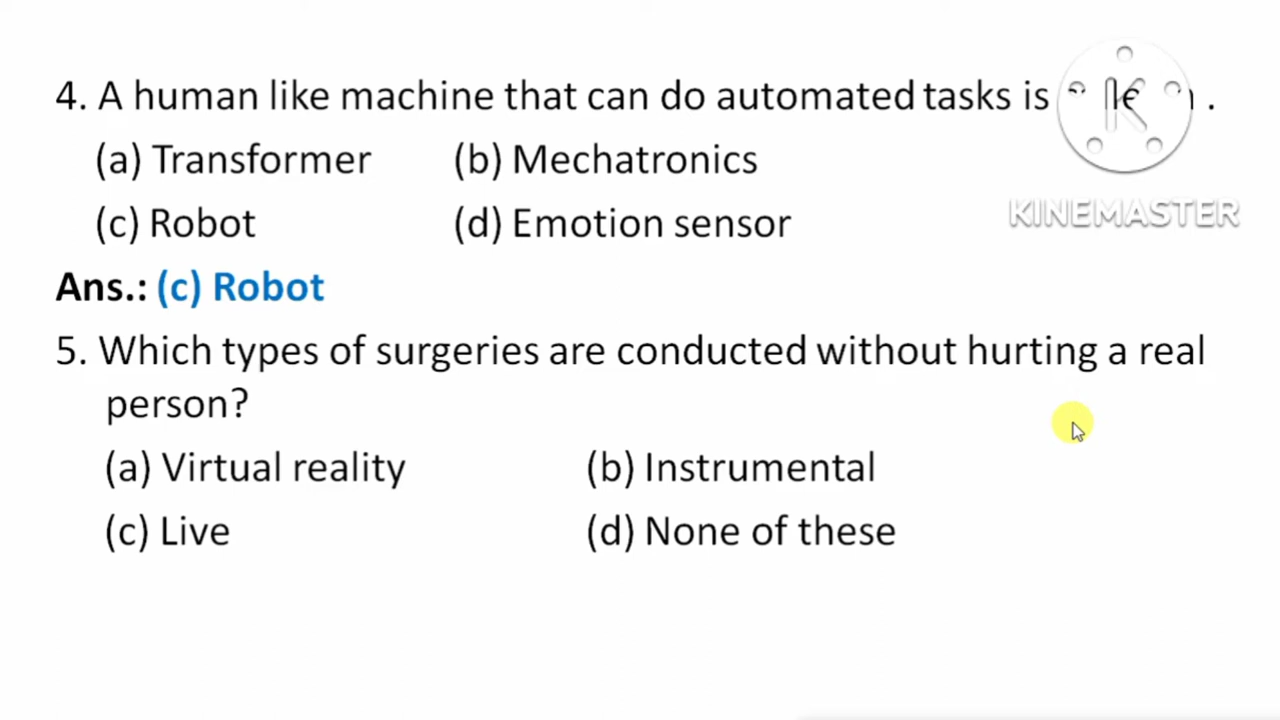 4. A human like machine that can do automated tasks is .
(a) Transformer (b) Mechatronics
(c) Robot (d) Emotion sensor
KINEMASTER
Ans.: (c) Robot
5. Which types of surgeries are conducted without hurting a real
person?
(a) Virtual reality (b) Instrumental
(c) Live (d) None of these